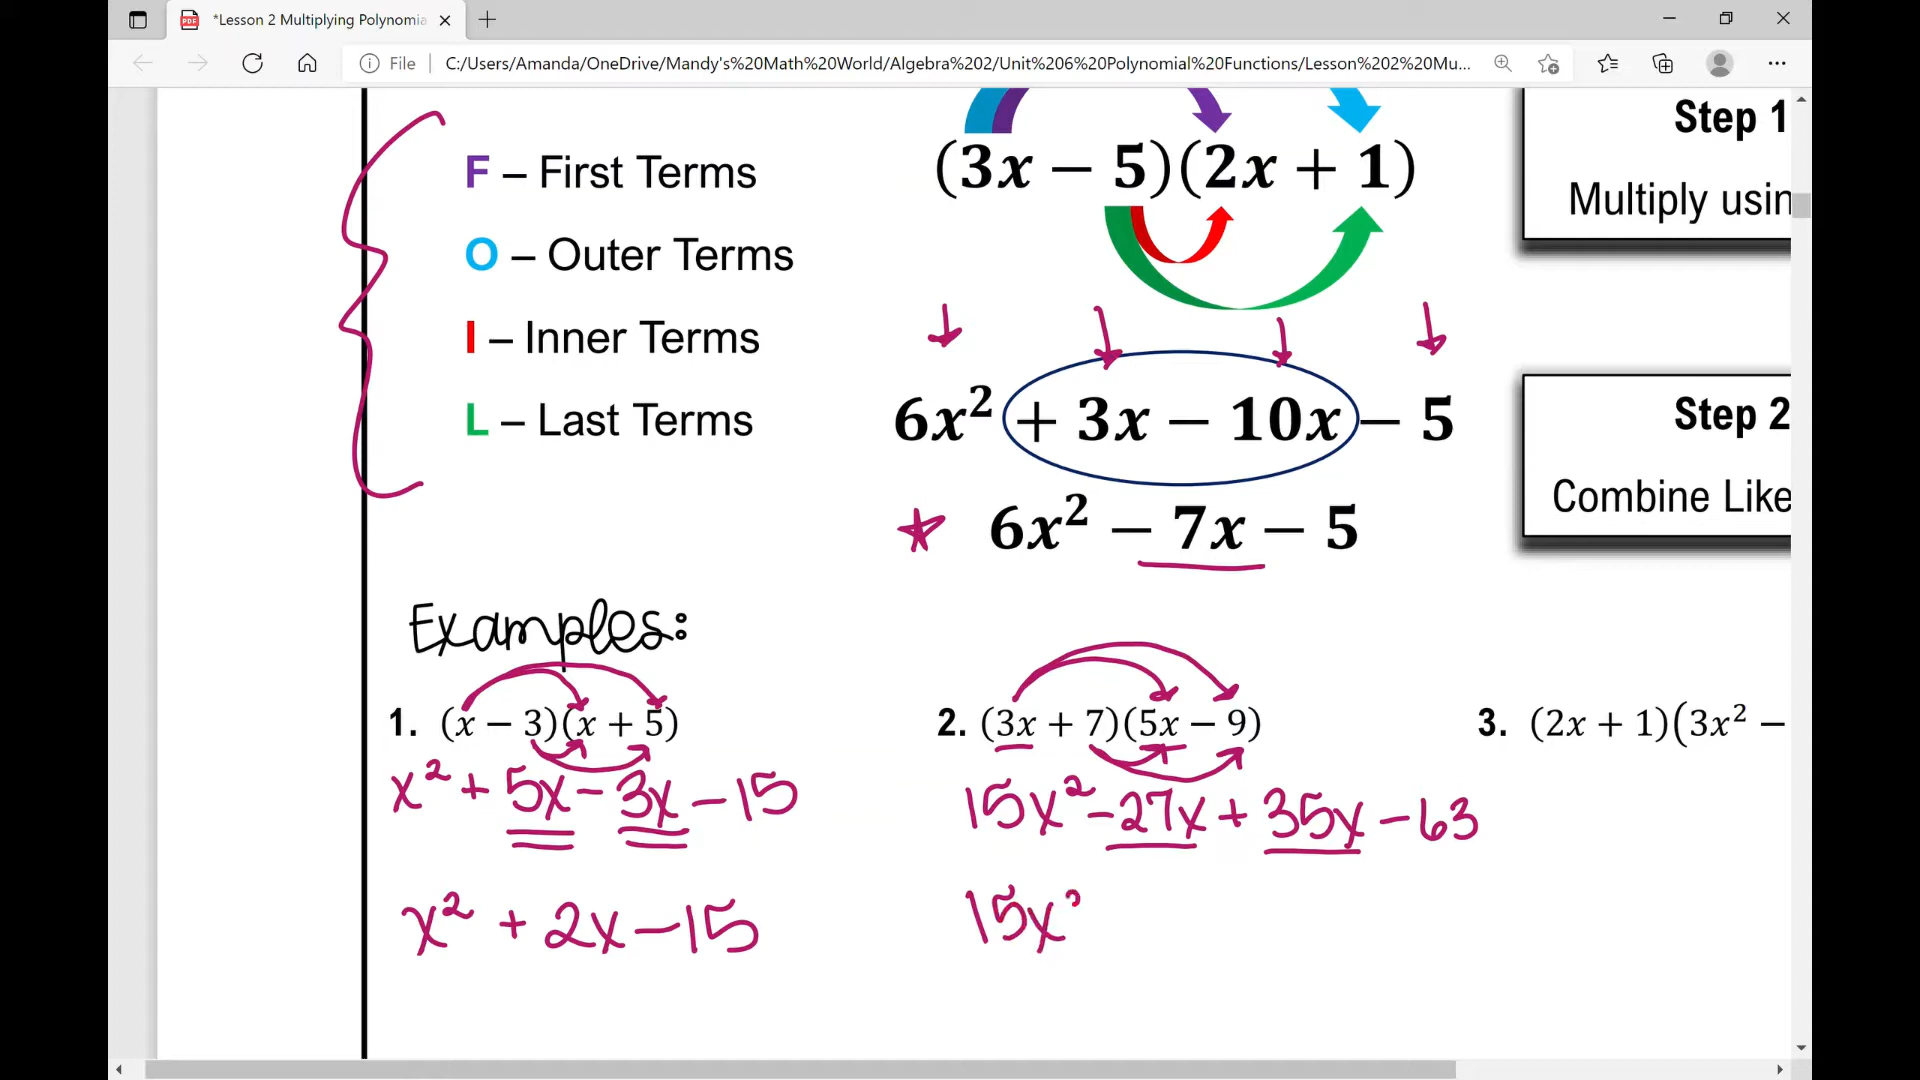 *Lesson 2 Multiplying Polynomia
File C:/Users/Amanda/OneDrive/Mandy's%20Math%20World/Algebra%202/Unit%206%20Polynomial%20Functions/Lesson%202%20Mu...
F – First Terms
O – Outer Terms
I – Inner Terms
L – Last Terms
(3x − 5)(2x + 1)
6x² + 3x − 10x − 5
6x² − 7x − 5
Step 1
Multiply usin
Step 2
Combine Like
Examples:
1. (x − 3)(x + 5)
x² + 5x − 3x − 15
x² + 2x − 15
2. (3x + 7)(5x − 9)
15x² − 27x + 35x − 63
15x
3. (2x + 1)(3x² −